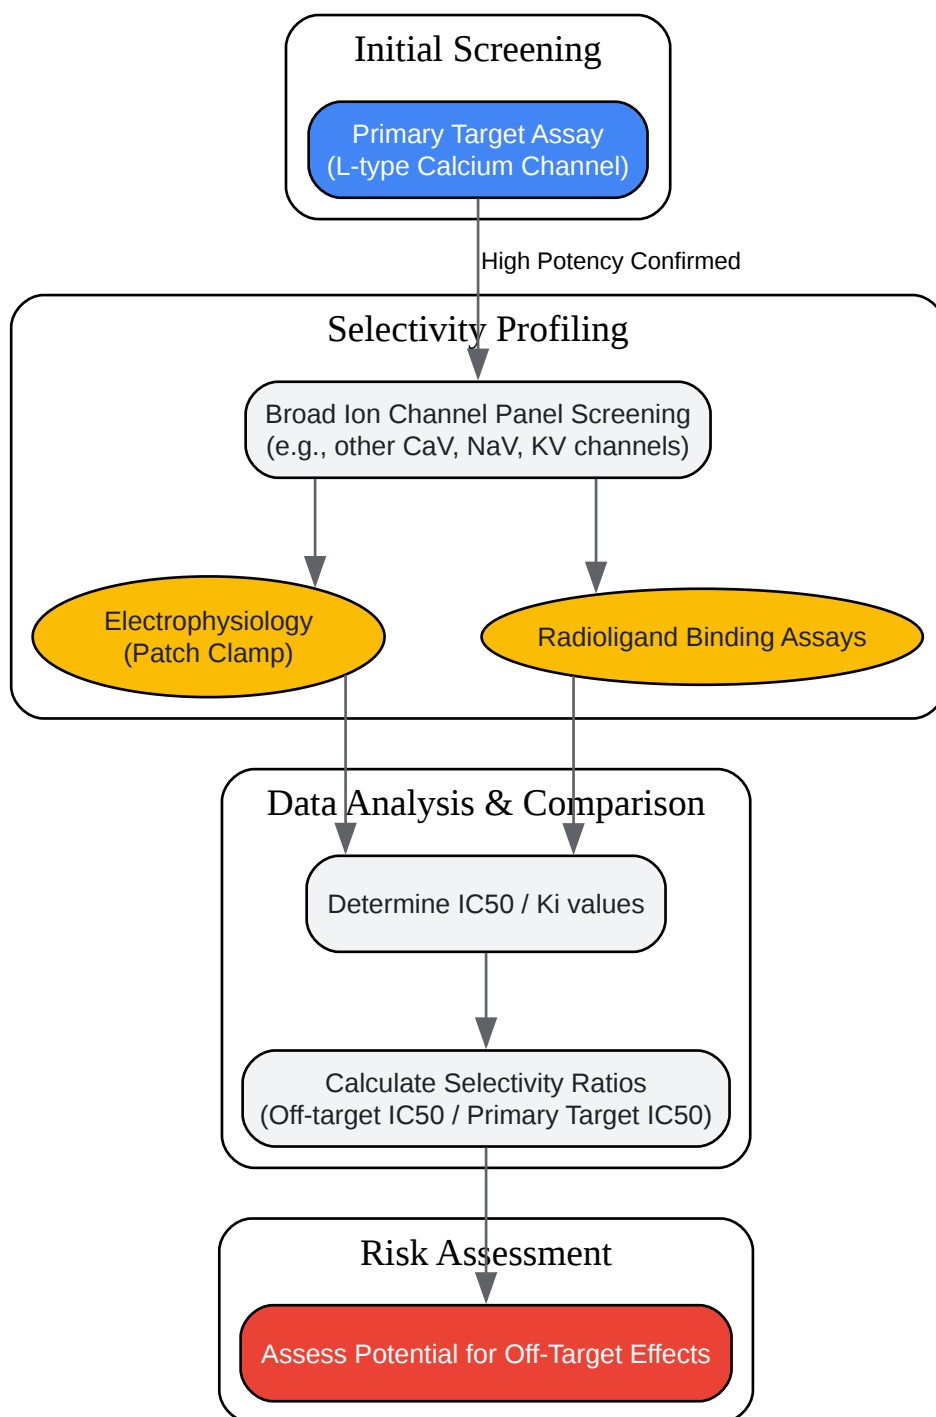 Initial Screening
Primary Target Assay
(L-type Calcium Channel)
High Potency Confirmed
Selectivity Profiling
Broad Ion Channel Panel Screening
(e.g., other CaV, NaV, KV channels)
Electrophysiology
(Patch Clamp)
Radioligand Binding Assays
Data Analysis & Comparison
Determine IC50 / Ki values
Calculate Selectivity Ratios
(Off-target IC50 / Primary Target IC50)
Risk Assessment
Assess Potential for Off-Target Effects